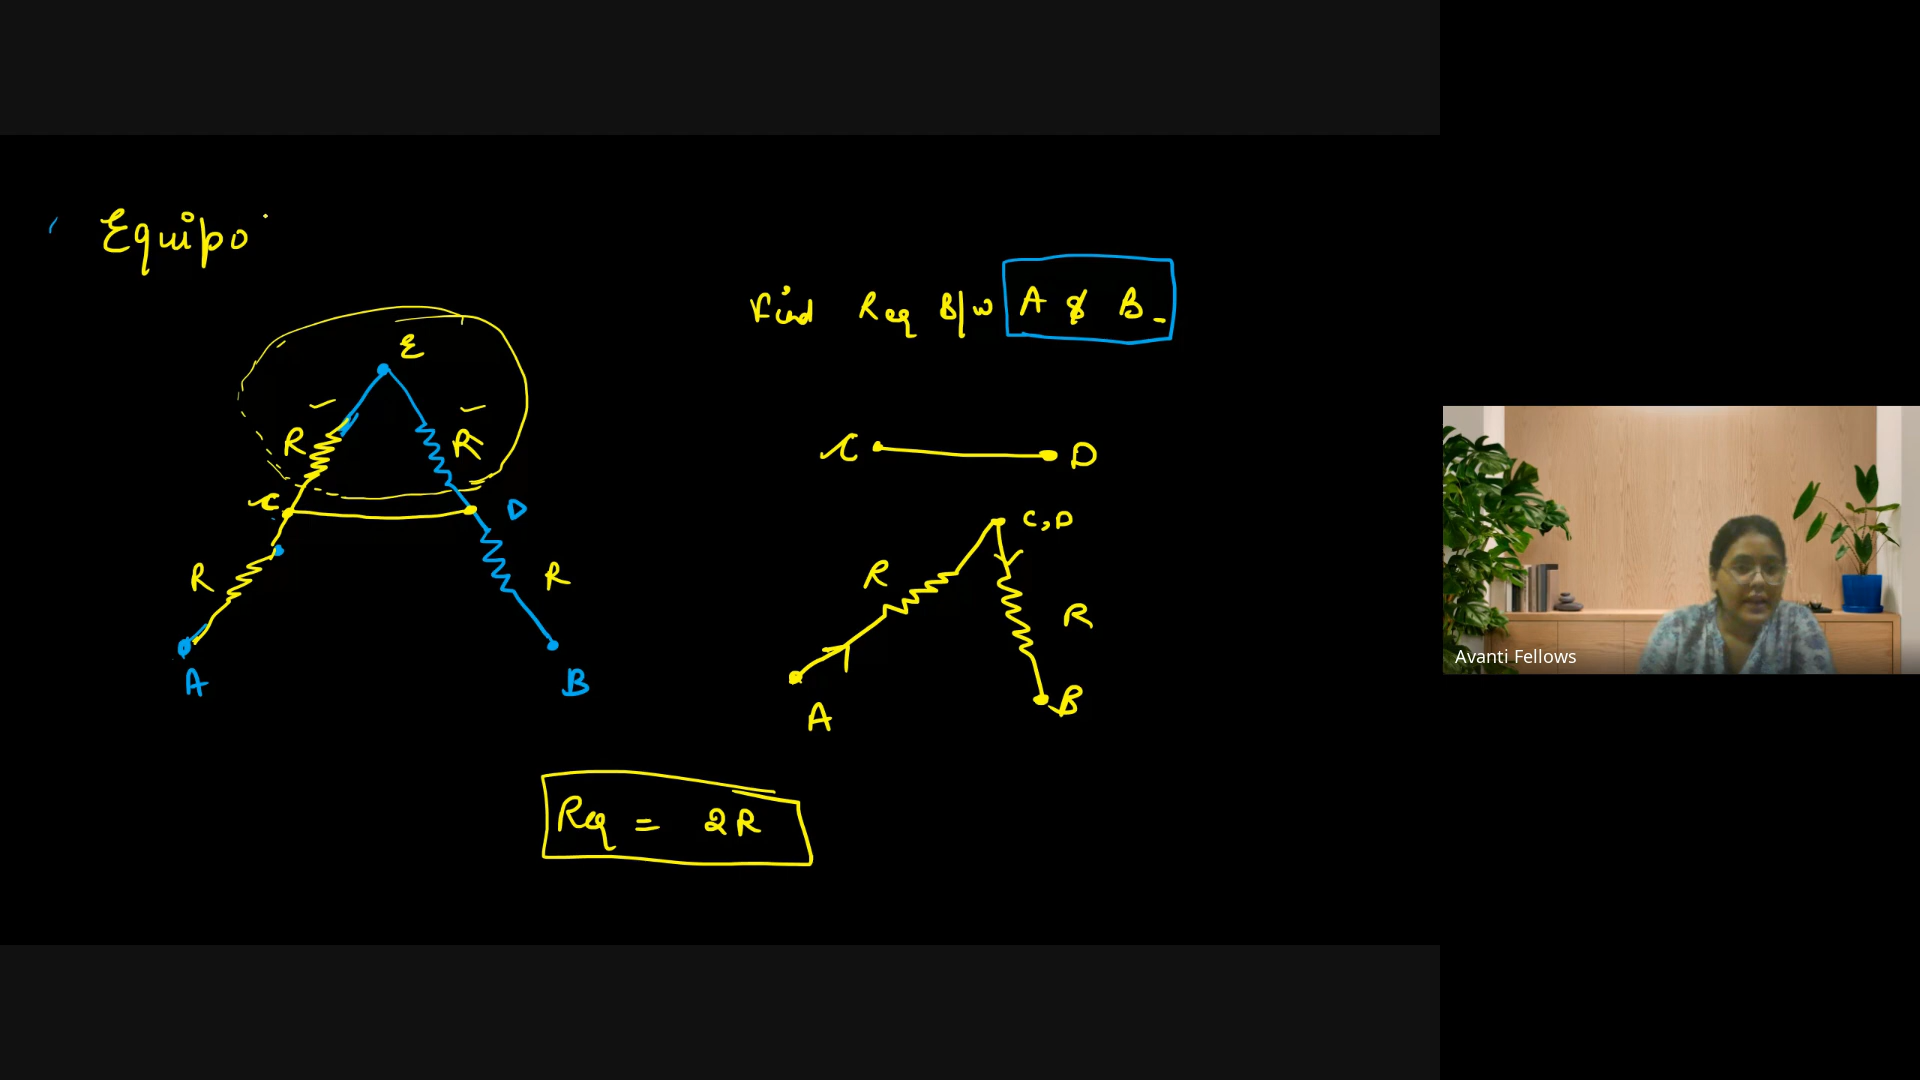 Equipo
Find Req B/w A & B
E
R R
C D
R R
A B
C D
C, D
R
R
A B
Req = 2R
Avanti Fellows